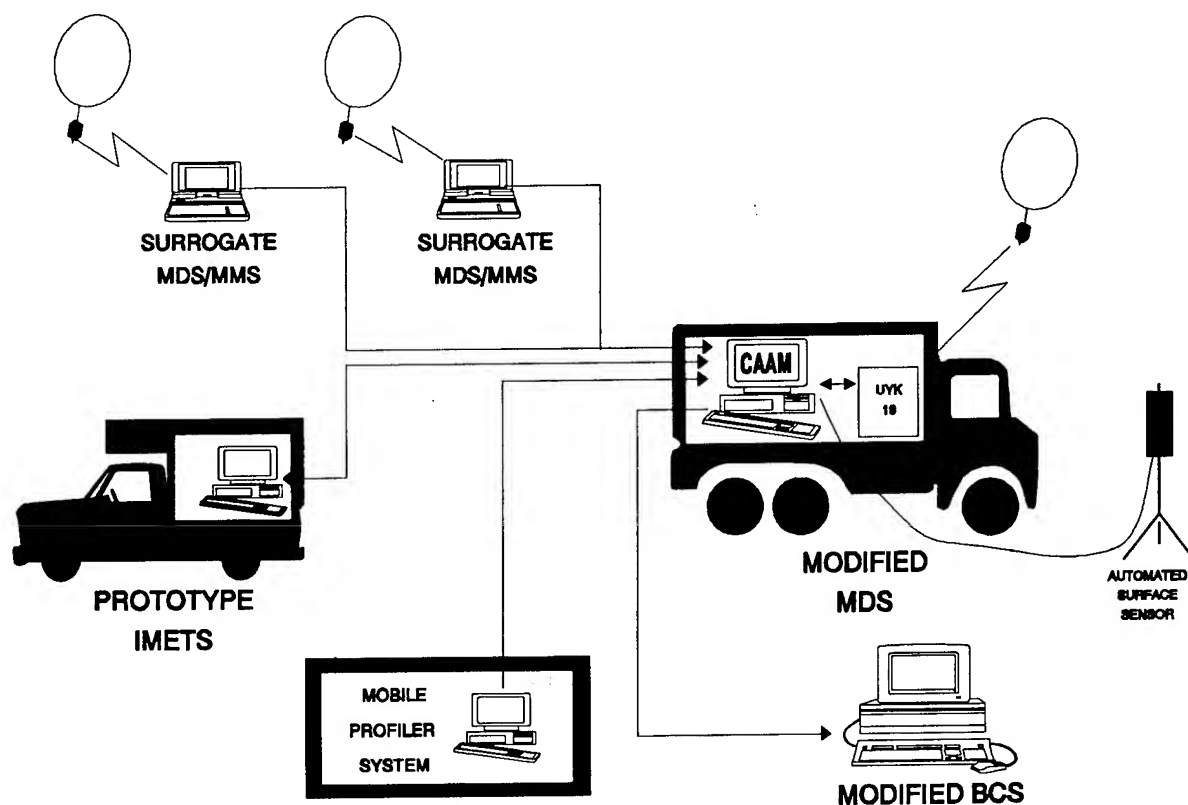 SURROGATE
MDS/MMS
SURROGATE
MDS/MMS
CAAM
UYK
19
PROTOTYPE
IMETS
MODIFIED
MDS
AUTOMATED
SURFACE
SENSOR
MOBILE
PROFILER
SYSTEM
MODIFIED BCS